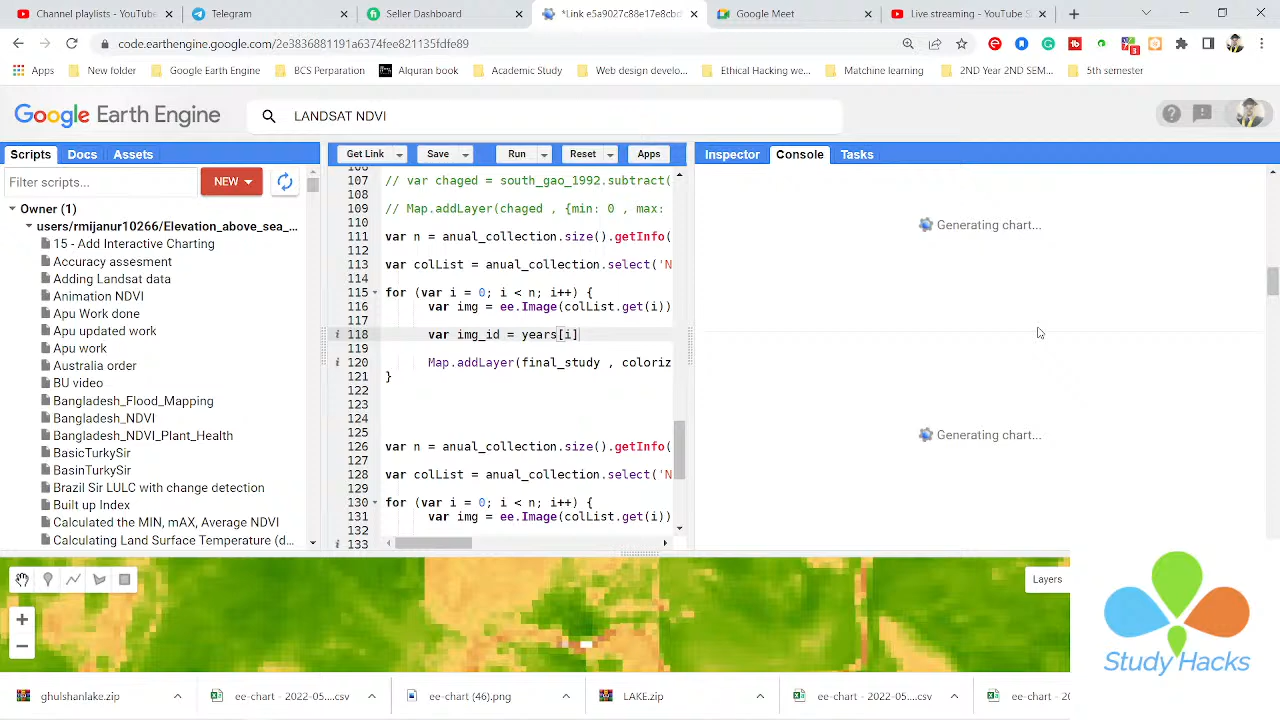 Channel playlists - YouTube S
Telegram
Seller Dashboard
*Link e5a9027c88e17e8cbd
Google Meet
Live streaming - YouTube S
Apps
New folder
Google Earth Engine
BCS Perparation
Alquran book
Academic Study
Web design develo...
Ethical Hacking we...
Matchine learning
2ND Year 2ND SEM...
5th semester
Google Earth Engine
LANDSAT NDVI
Scripts
Docs
Assets
Get Link
Save
Run
Reset
Apps
Inspector
Console
Tasks
Filter scripts...
NEW
Owner (1)
users/rmijanur10266/Elevation_above_sea_...
15 - Add Interactive Charting
Accuracy assesment
Adding Landsat data
Animation NDVI
Apu Work done
Apu updated work
Apu work
Australia order
BU video
Bangladesh_Flood_Mapping
Bangladesh_NDVI
Bangladesh_NDVI_Plant_Health
BasicTurkySir
BasinTurkySir
Brazil Sir LULC with change detection
Built up Index
Calculated the MIN, mAX, Average NDVI
Calculating Land Surface Temperature (d...
107 // var chaged = south_gao_1992.subtract(
108
109 // Map.addLayer(chaged , {min: 0 , max:
110
111 var n = anual_collection.size().getInfo(
112
113 var colList = anual_collection.select('N
114
115 for (var i = 0; i < n; i++) {
116 var img = ee.Image(colList.get(i))
117
118 var img_id = years[i]
119
120 Map.addLayer(final_study , coloriz
121 }
122
123
124
125
126 var n = anual_collection.size().getInfo(
127
128 var colList = anual_collection.select('N
129
130 for (var i = 0; i < n; i++) {
131 var img = ee.Image(colList.get(i))
Generating chart...
Generating chart...
Layers
Study Hacks
ghulshanlake.zip
ee-chart - 2022-05....csv
ee-chart (46).png
LAKE.zip
ee-chart - 2022-05....csv
ee-chart - 20